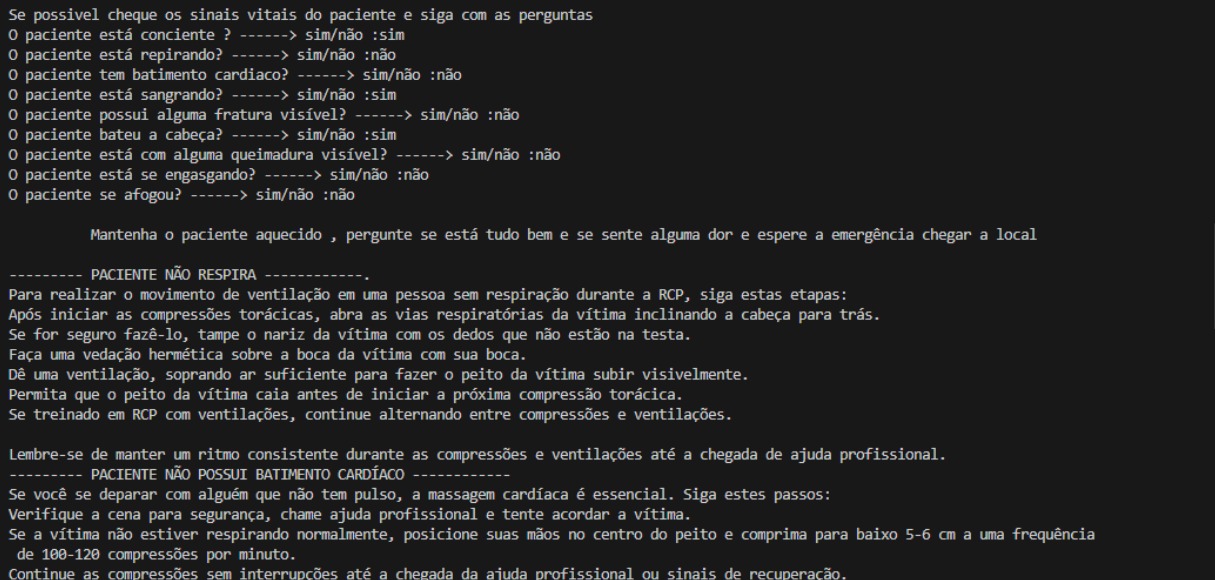 Se possivel cheque os sinais vitais do paciente e siga com as perguntas
O paciente está conciente ? ------> sim/não :sim
O paciente está repirando? ------> sim/não :não
O paciente tem batimento cardiaco? ------> sim/não :não
O paciente está sangrando? ------> sim/não :sim
O paciente possui alguma fratura visível? ------> sim/não :não
O paciente bateu a cabeça? ------> sim/não :sim
O paciente está com alguma queimadura visível? ------> sim/não :não
O paciente está se engasgando? ------> sim/não :não
O paciente se afogou? ------> sim/não :não
Mantenha o paciente aquecido , pergunte se está tudo bem e se sente alguma dor e espere a emergência chegar a local
--------- PACIENTE NÃO RESPIRA ------------.
Para realizar o movimento de ventilação em uma pessoa sem respiração durante a RCP, siga estas etapas:
Após iniciar as compressões torácicas, abra as vias respiratórias da vítima inclinando a cabeça para trás.
Se for seguro fazê-lo, tampe o nariz da vítima com os dedos que não estão na testa.
Faça uma vedação hermética sobre a boca da vítima com sua boca.
Dê uma ventilação, soprando ar suficiente para fazer o peito da vítima subir visivelmente.
Permita que o peito da vítima caia antes de iniciar a próxima compressão torácica.
Se treinado em RCP com ventilações, continue alternando entre compressões e ventilações.
Lembre-se de manter um ritmo consistente durante as compressões e ventilações até a chegada de ajuda profissional.
--------- PACIENTE NÃO POSSUI BATIMENTO CARDÍACO ------------
Se você se deparar com alguém que não tem pulso, a massagem cardíaca é essencial. Siga estes passos:
Verifique a cena para segurança, chame ajuda profissional e tente acordar a vítima.
Se a vítima não estiver respirando normalmente, posicione suas mãos no centro do peito e comprima para baixo 5-6 cm a uma frequência
de 100-120 compressões por minuto.
Continue as compressões sem interrupções até a chegada da ajuda profissional ou sinais de recuperação.